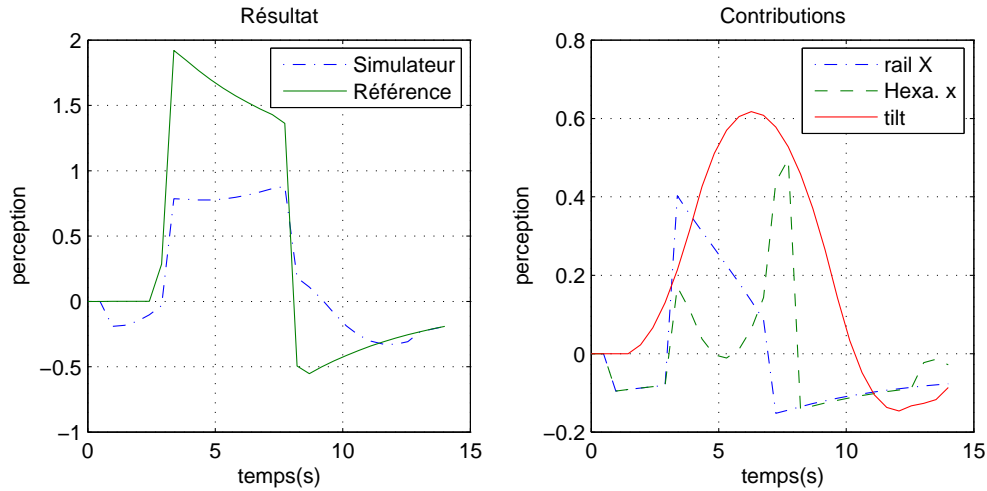 Résultat
2
1.5
1
0.5
0
−0.5
−1
0
5
10
15
perception
temps(s)
Simulateur
Référence
Contributions
0.8
0.6
0.4
0.2
0
−0.2
0
5
10
15
perception
temps(s)
rail X
Hexa. x
tilt